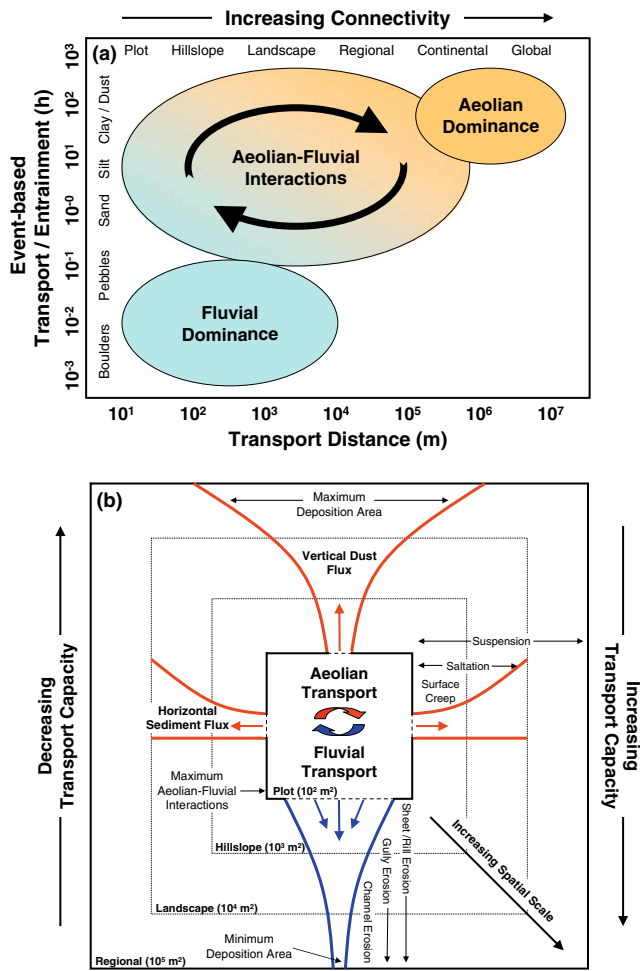 Increasing Connectivity
(a)
Plot Hillslope Landscape Regional Continental Global
Event-based
Transport / Entrainment (h)
10³
10²
10¹
10⁻⁰
10⁻¹
10⁻²
10⁻³
Clay / Dust
Silt
Sand
Pebbles
Boulders
Aeolian
Dominance
Aeolian-Fluvial
Interactions
Fluvial
Dominance
10¹ 10² 10³ 10⁴ 10⁵ 10⁶ 10⁷
Transport Distance (m)
(b)
Maximum
Deposition Area
Vertical Dust
Flux
Decreasing
Transport Capacity
Increasing
Transport Capacity
Suspension
Saltation
Surface
Creep
Aeolian
Transport
Horizontal
Sediment Flux
Fluvial
Transport
Maximum
Aeolian-Fluvial
Interactions
Plot (10² m²)
Sheet /Rill Erosion
Gully Erosion
Channel Erosion
Increasing Spatial Scale
Hillslope (10³ m²)
Landscape (10⁴ m²)
Minimum
Deposition Area
Regional (10⁵ m²)